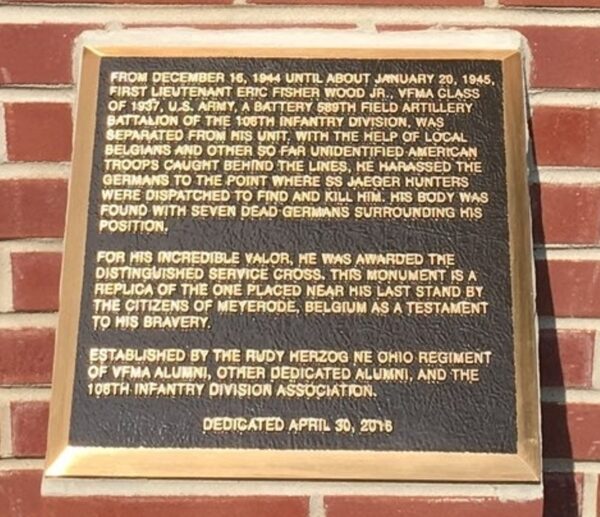 FROM DECEMBER 16, 1944 UNTIL ABOUT JANUARY 20, 1945,
FIRST LIEUTENANT ERIC FISHER WOOD JR., VFMA CLASS
OF 1937, U.S. ARMY, A BATTERY 589TH FIELD ARTILLERY
BATTALION OF THE 106TH INFANTRY DIVISION, WAS
SEPARATED FROM HIS UNIT. WITH THE HELP OF LOCAL
BELGIANS AND OTHER SO FAR UNIDENTIFIED AMERICAN
TROOPS CAUGHT BEHIND THE LINES, HE HARASSED THE
GERMANS TO THE POINT WHERE SS JAEGER HUNTERS
WERE DISPATCHED TO FIND AND KILL HIM. HIS BODY WAS
FOUND WITH SEVEN DEAD GERMANS SURROUNDING HIS
POSITION.
FOR HIS INCREDIBLE VALOR, HE WAS AWARDED THE
DISTINGUISHED SERVICE CROSS. THIS MONUMENT IS A
REPLICA OF THE ONE PLACED NEAR HIS LAST STAND BY
THE CITIZENS OF MEYERODE, BELGIUM AS A TESTAMENT
TO HIS BRAVERY.
ESTABLISHED BY THE RUDY HERZOG NE OHIO REGIMENT
OF VFMA ALUMNI, OTHER DEDICATED ALUMNI, AND THE
106TH INFANTRY DIVISION ASSOCIATION.
DEDICATED APRIL 30, 2016